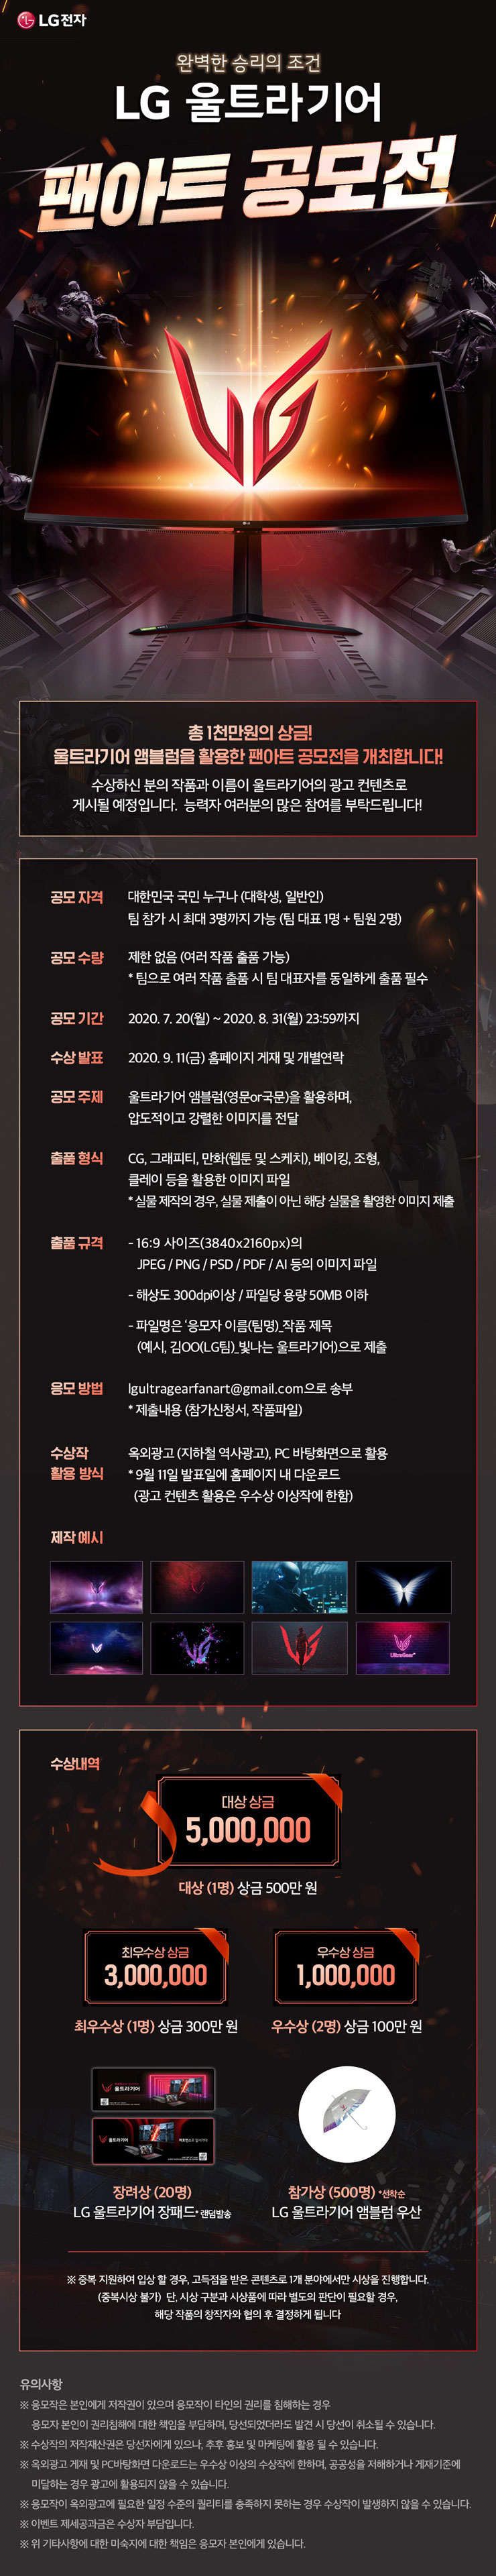 LG전자
완벽한 승리의 조건
LG 울트라기어
팬아트 공모전
총 1천만원의 상금!
울트라기어 앰블럼을 활용한 팬아트 공모전을 개최합니다!
수상하신 분의 작품과 이름이 울트라기어의 광고 컨텐츠로
게시될 예정입니다. 능력자 여러분의 많은 참여를 부탁드립니다!
공모 자격 대한민국 국민 누구나 (대학생, 일반인)
팀 참가 시 최대 3명까지 가능 (팀 대표 1명 + 팀원 2명)
공모 수량 제한 없음 (여러 작품 출품 가능)
* 팀으로 여러 작품 출품 시 팀 대표자를 동일하게 출품 필수
공모 기간 2020. 7. 20(월) ~ 2020. 8. 31(월) 23:59까지
수상 발표 2020. 9. 11(금) 홈페이지 게재 및 개별연락
공모 주제 울트라기어 앰블럼(영문or국문)을 활용하며,
압도적이고 강렬한 이미지를 전달
출품 형식 CG, 그래피티, 만화(웹툰 및 스케치), 베이킹, 조형,
클레이 등을 활용한 이미지 파일
* 실물 제작의 경우, 실물 제출이 아닌 해당 실물을 촬영한 이미지 제출
출품 규격 - 16:9 사이즈(3840x2160px)의
JPEG / PNG / PSD / PDF / AI 등의 이미지 파일
- 해상도 300dpi이상 / 파일당 용량 50MB 이하
- 파일명은 '응모자 이름(팀명)_작품 제목
(예시, 김OO(LG팀)_빛나는 울트라기어)으로 제출
응모 방법 lgultragearfanart@gmail.com으로 송부
* 제출내용 (참가신청서, 작품파일)
수상작 옥외광고 (지하철 역사광고), PC 바탕화면으로 활용
활용 방식 * 9월 11일 발표일에 홈페이지 내 다운로드
(광고 컨텐츠 활용은 우수상 이상작에 한함)
제작 예시
UltraGear
수상내역
대상 상금
5,000,000
대상 (1명) 상금 500만 원
최우수상 상금 우수상 상금
3,000,000 1,000,000
최우수상 (1명) 상금 300만 원 우수상 (2명) 상금 100만 원
울트라기어
울트라기어
장려상 (20명) 참가상 (500명) *선착순
LG 울트라기어 장패드* 랜덤발송 LG 울트라기어 앰블럼 우산
※ 중복 지원하여 입상 할 경우, 고득점을 받은 콘텐츠로 1개 분야에서만 시상을 진행합니다.
(중복시상 불가) 단, 시상 구분과 시상품에 따라 별도의 판단이 필요할 경우,
해당 작품의 창작자와 협의 후 결정하게 됩니다
유의사항
※ 응모작은 본인에게 저작권이 있으며 응모작이 타인의 권리를 침해하는 경우
응모자 본인이 권리침해에 대한 책임을 부담하며, 당선되었더라도 발견 시 당선이 취소될 수 있습니다.
※ 수상작의 저작재산권은 당선자에게 있으나, 추후 홍보 및 마케팅에 활용 될 수 있습니다.
※ 옥외광고 게재 및 PC바탕화면 다운로드는 우수상 이상의 수상작에 한하며, 공공성을 저해하거나 게재기준에
미달하는 경우 광고에 활용되지 않을 수 있습니다.
※ 응모작이 옥외광고에 필요한 일정 수준의 퀄리티를 충족하지 못하는 경우 수상작이 발생하지 않을 수 있습니다.
※ 이벤트 제세공과금은 수상자 부담입니다.
※ 위 기타사항에 대한 미숙지에 대한 책임은 응모자 본인에게 있습니다.